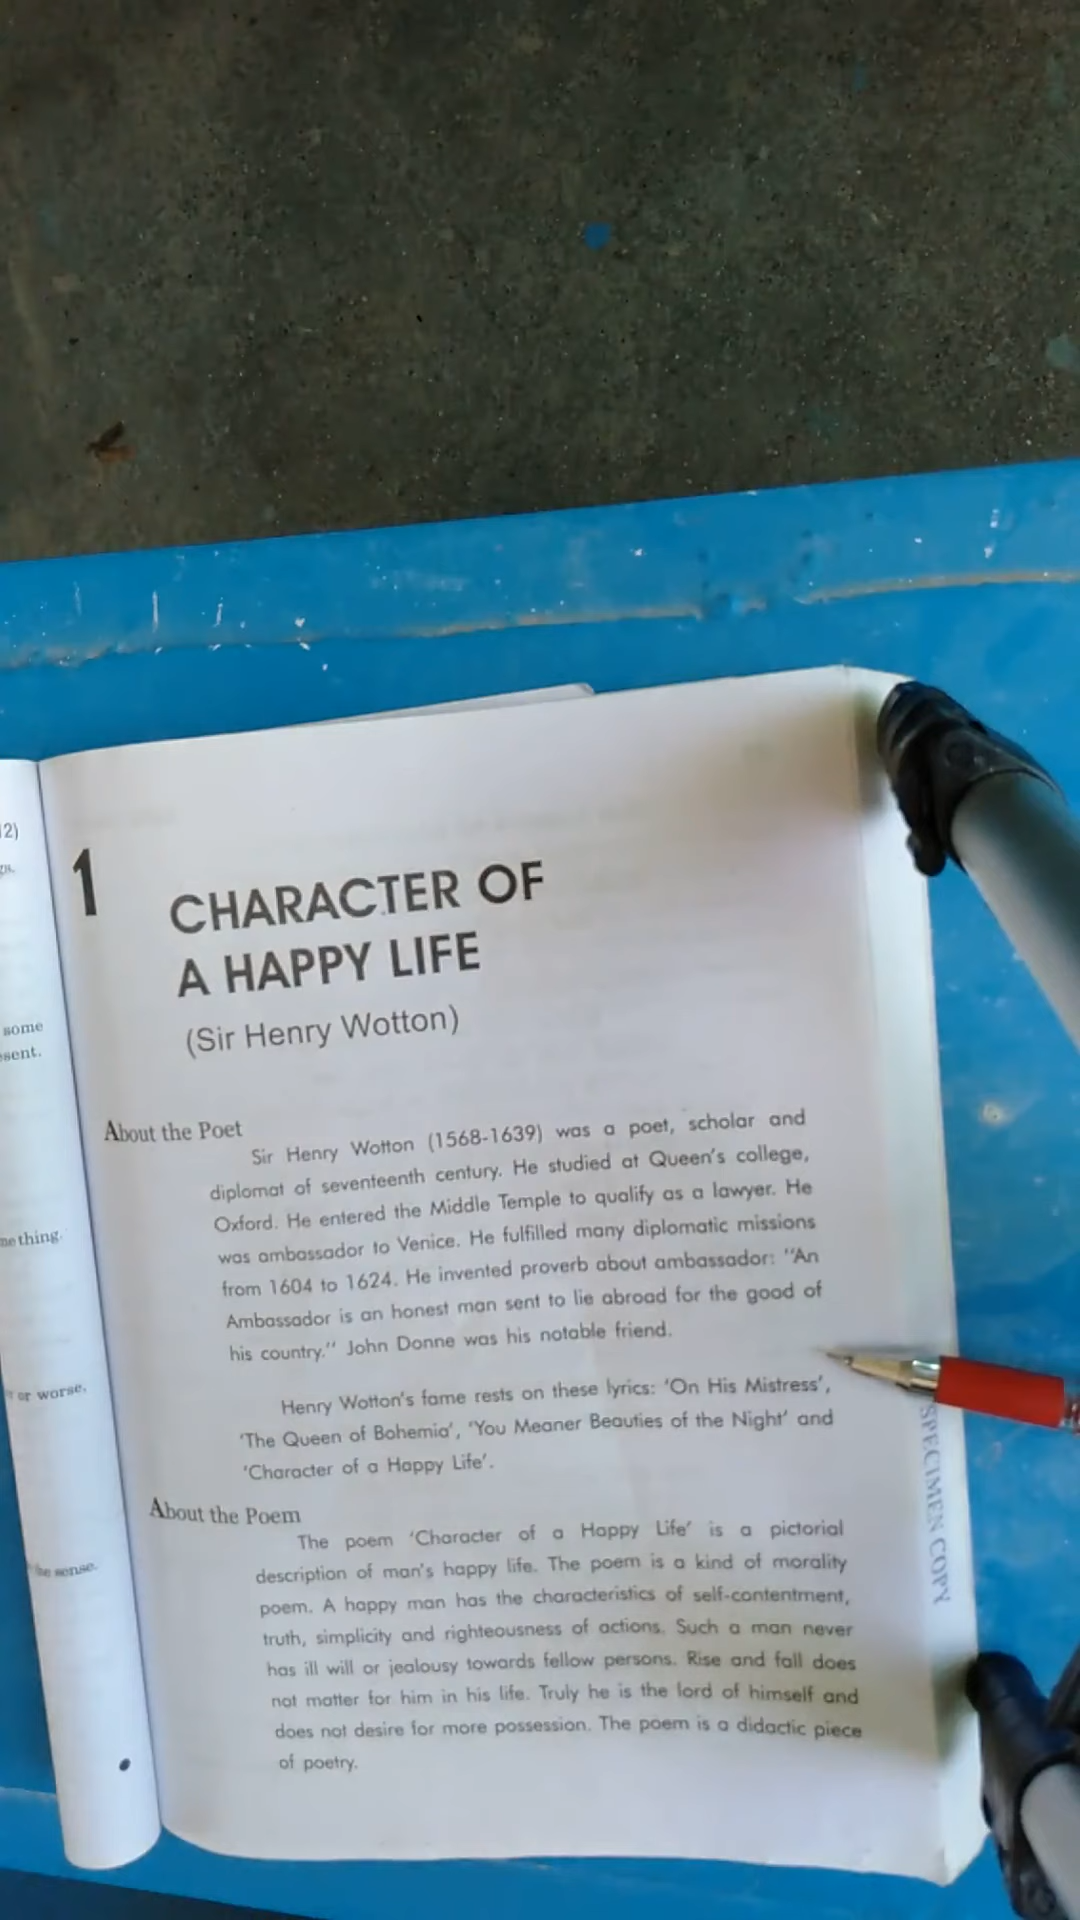 12)
some
sent.
or worse,
the sense.
1
CHARACTER OF
A HAPPY LIFE
(Sir Henry Wotton)
About the Poet
Sir Henry Wotton (1568-1639) was a poet, scholar and
diplomat of seventeenth century. He studied at Queen's college,
Oxford. He entered the Middle Temple to qualify as a lawyer. He
was ambassador to Venice. He fulfilled many diplomatic missions
from 1604 to 1624. He invented proverb about ambassador: "An
Ambassador is an honest man sent to lie abroad for the good of
his country." John Donne was his notable friend.
Henry Wotton's fame rests on these lyrics: 'On His Mistress',
'The Queen of Bohemia', 'You Meaner Beauties of the Night' and
'Character of a Happy Life'.
About the Poem
The poem 'Character of a Happy Life' is a pictorial
description of man's happy life. The poem is a kind of morality
poem. A happy man has the characteristics of self-contentment,
truth, simplicity and righteousness of actions. Such a man never
has ill will or jealousy towards fellow persons. Rise and fall does
not matter for him in his life. Truly he is the lord of himself and
does not desire for more possession. The poem is a didactic piece
of poetry.
SPECIMEN COPY